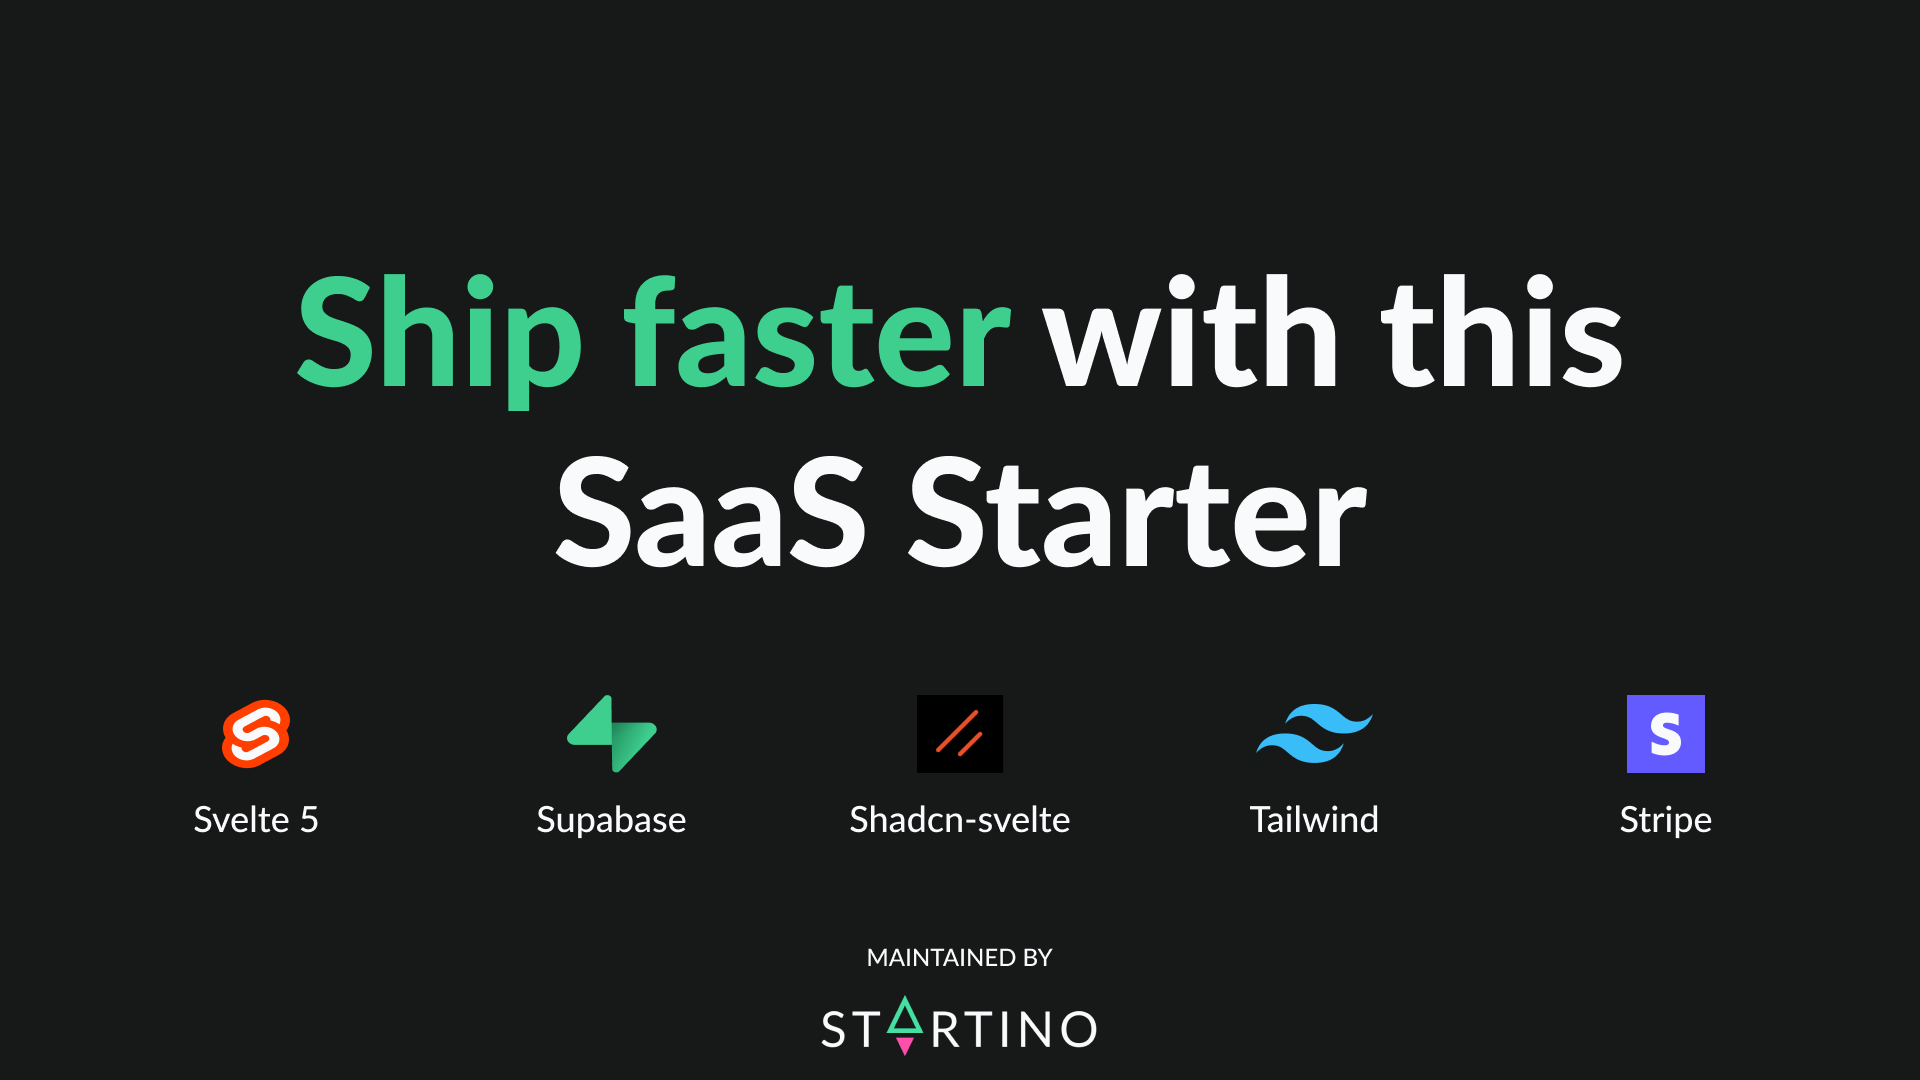 Ship faster with this
SaaS Starter
Svelte 5
Supabase
Shadcn-svelte
Tailwind
Stripe
MAINTAINED BY
STARTINO